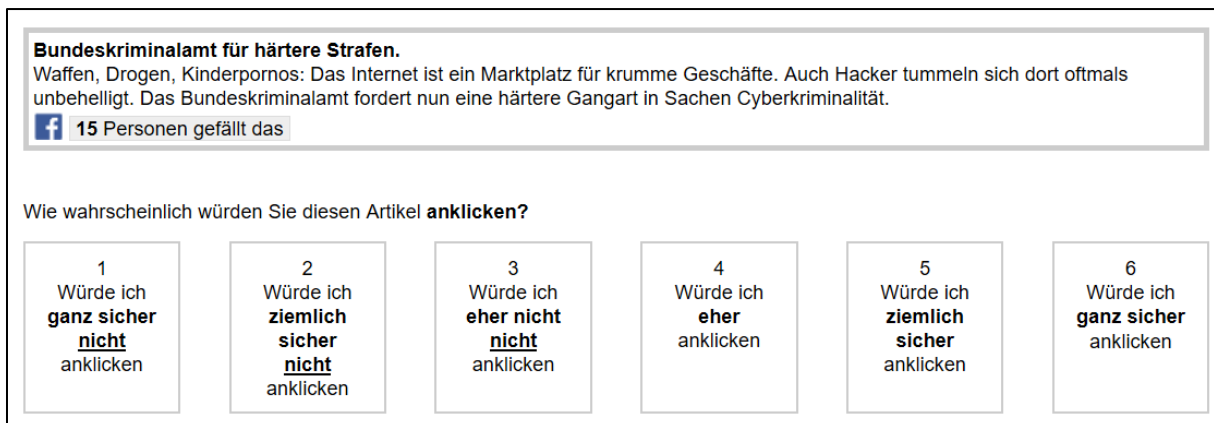 Bundeskriminalamt für härtere Strafen.
Waffen, Drogen, Kinderpornos: Das Internet ist ein Marktplatz für krumme Geschäfte. Auch Hacker tummeln sich dort oftmals
unbehelligt. Das Bundeskriminalamt fordert nun eine härtere Gangart in Sachen Cyberkriminalität.
f 15 Personen gefällt das
Wie wahrscheinlich würden Sie diesen Artikel anklicken?
1
Würde ich
ganz sicher
nicht
anklicken
2
Würde ich
ziemlich
sicher
nicht
anklicken
3
Würde ich
eher nicht
nicht
anklicken
4
Würde ich
eher
anklicken
5
Würde ich
ziemlich
sicher
anklicken
6
Würde ich
ganz sicher
anklicken